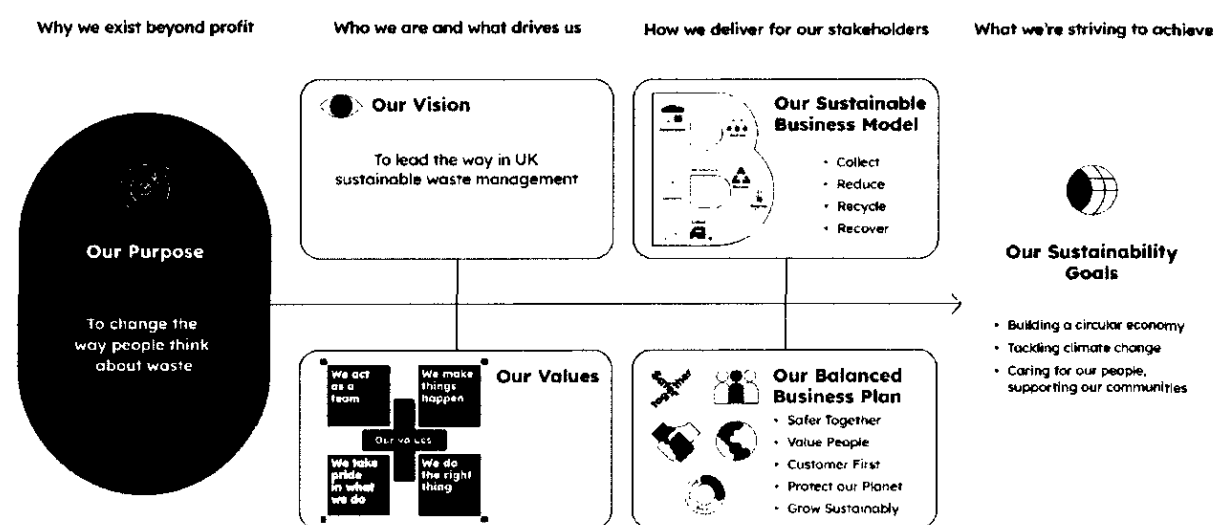 Why we exist beyond profit
Who we are and what drives us
How we deliver for our stakeholders
What we're striving to achieve
Our Purpose
To change the
way people think
about waste
Our Vision
To lead the way in UK
sustainable waste management
Our Values
We act
as a
team
We make
things
happen
Our values
We take
pride
in what
we do
We do
the right
thing
Our Sustainable
Business Model
• Collect
• Reduce
• Recycle
• Recover
Our Balanced
Business Plan
• Safer Together
• Value People
• Customer First
• Protect our Planet
• Grow Sustainably
Our Sustainability
Goals
• Building a circular economy
• Tackling climate change
• Caring for our people,
supporting our communities